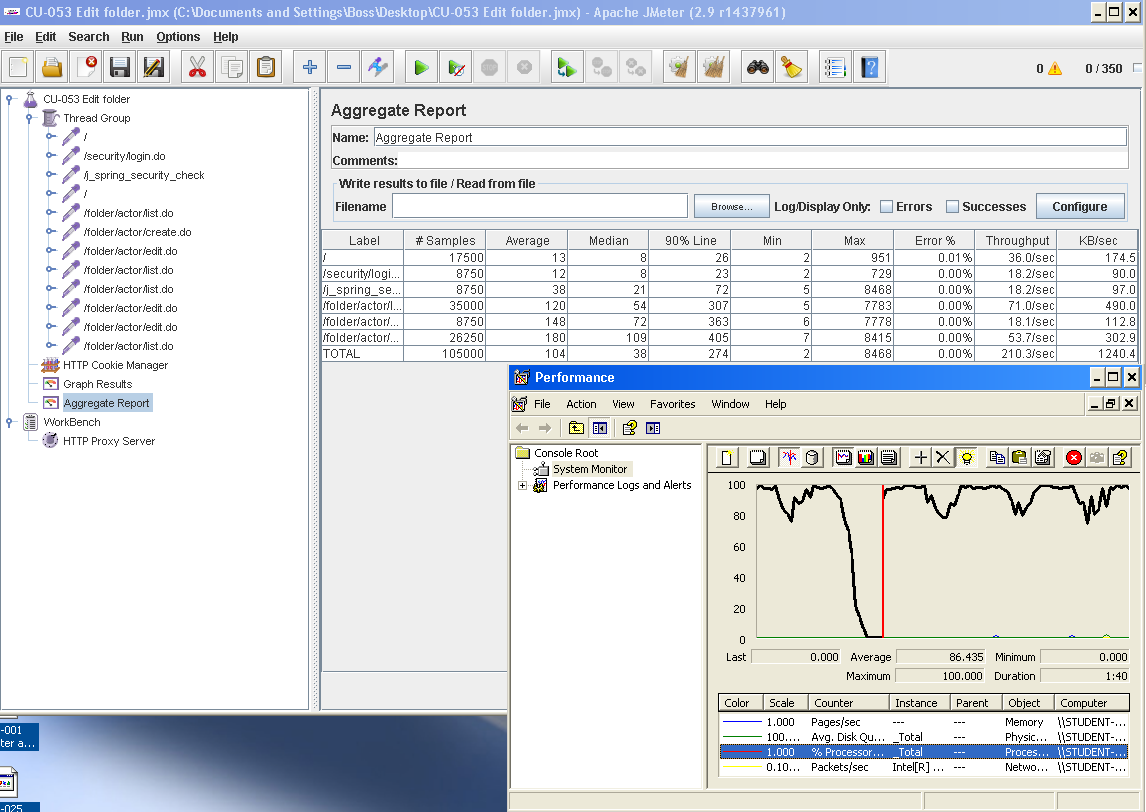 CU-053 Edit folder.jmx (C:\Documents and Settings\Boss\Desktop\CU-053 Edit folder.jmx) - Apache JMeter (2.9 r1437961)
File Edit Search Run Options Help
0 0 / 350
CU-053 Edit folder
Thread Group
/
/security/login.do
/j_spring_security_check
/
/folder/actor/list.do
/folder/actor/create.do
/folder/actor/edit.do
/folder/actor/list.do
/folder/actor/list.do
/folder/actor/edit.do
/folder/actor/edit.do
/folder/actor/list.do
HTTP Cookie Manager
Graph Results
Aggregate Report
WorkBench
HTTP Proxy Server
Aggregate Report
Name: Aggregate Report
Comments:
Write results to file / Read from file
Filename Browse... Log/Display Only: Errors Successes Configure
Label # Samples Average Median 90% Line Min Max Error % Throughput KB/sec
/ 17500 13 8 26 2 951 0.01% 36.0/sec 174.5
/security/logi... 8750 12 8 23 2 729 0.00% 18.2/sec 90.0
/j_spring_se... 8750 38 21 72 5 8468 0.00% 18.2/sec 97.0
/folder/actor/l... 35000 120 54 307 5 7783 0.00% 71.0/sec 490.0
/folder/actor/... 8750 148 72 363 6 7778 0.00% 18.1/sec 112.8
/folder/actor/... 26250 180 109 405 7 8415 0.00% 53.7/sec 302.9
TOTAL 105000 104 38 274 2 8468 0.00% 210.3/sec 1240.4
Performance
File Action View Favorites Window Help
Console Root
System Monitor
Performance Logs and Alerts
100
80
60
40
20
0
Last 0.000 Average 86.435 Minimum 0.000
Maximum 100.000 Duration 1:40
Color Scale Counter Instance Parent Object Computer
1.000 Pages/sec --- --- Memory \\STUDENT-...
100.... Avg. Disk Qu... _Total --- Physic... \\STUDENT-...
1.000 % Processor... _Total --- Proces... \\STUDENT-...
0.10... Packets/sec Intel[R] ... --- Netwo... \\STUDENT-...
-001
ter a...
-025